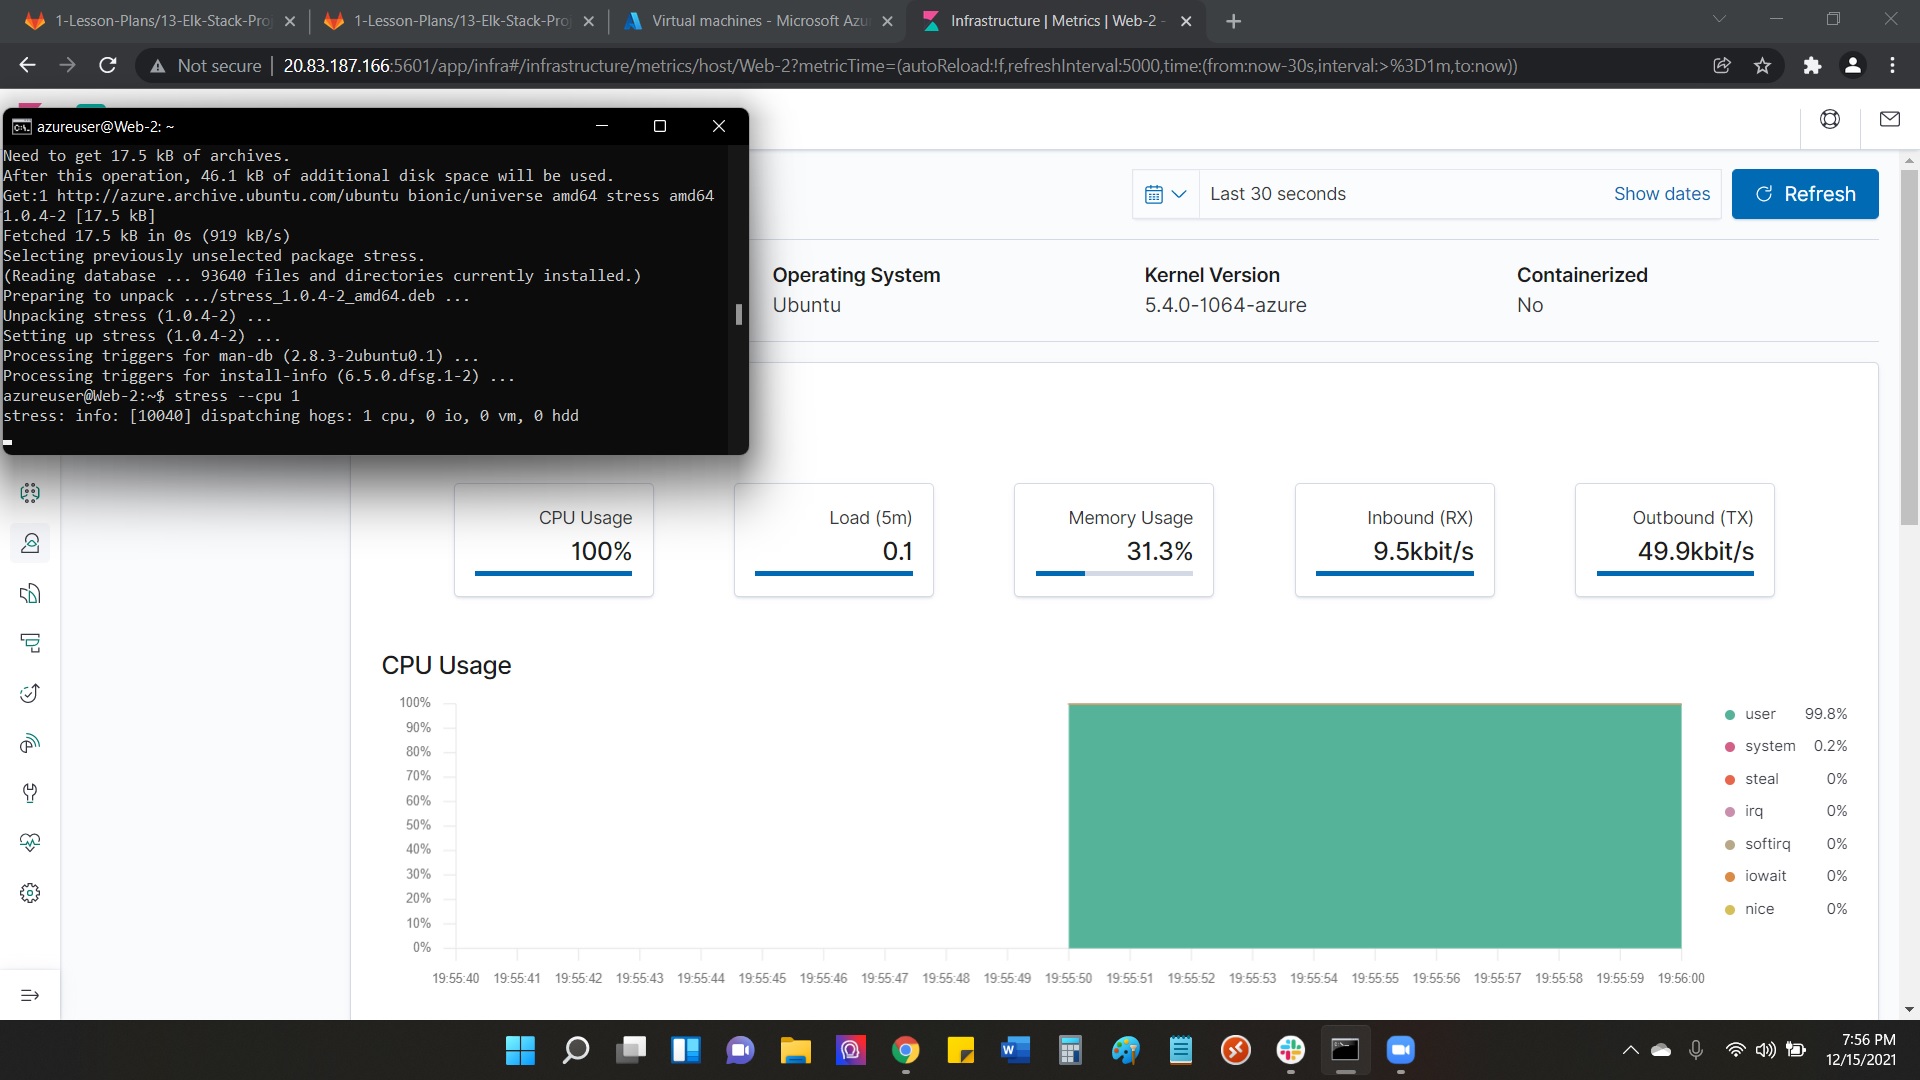 1-Lesson-Plans/13-Elk-Stack-Proj
1-Lesson-Plans/13-Elk-Stack-Proj
Virtual machines - Microsoft Azu
Infrastructure | Metrics | Web-2 -
Not secure
20.83.187.166:5601/app/infra#/infrastructure/metrics/host/Web-2?metricTime=(autoReload:!f,refreshInterval:5000,time:(from:now-30s,interval:>%3D1m,to:now))
azureuser@Web-2: ~
Need to get 17.5 kB of archives.
After this operation, 46.1 kB of additional disk space will be used.
Get:1 http://azure.archive.ubuntu.com/ubuntu bionic/universe amd64 stress amd64
1.0.4-2 [17.5 kB]
Fetched 17.5 kB in 0s (919 kB/s)
Selecting previously unselected package stress.
(Reading database ... 93640 files and directories currently installed.)
Preparing to unpack .../stress_1.0.4-2_amd64.deb ...
Unpacking stress (1.0.4-2) ...
Setting up stress (1.0.4-2) ...
Processing triggers for man-db (2.8.3-2ubuntu0.1) ...
Processing triggers for install-info (6.5.0.dfsg.1-2) ...
azureuser@Web-2:~$ stress --cpu 1
stress: info: [10040] dispatching hogs: 1 cpu, 0 io, 0 vm, 0 hdd
Last 30 seconds
Show dates
Refresh
Operating System
Ubuntu
Kernel Version
5.4.0-1064-azure
Containerized
No
CPU Usage
100%
Load (5m)
0.1
Memory Usage
31.3%
Inbound (RX)
9.5kbit/s
Outbound (TX)
49.9kbit/s
CPU Usage
100%
90%
80%
70%
60%
50%
40%
30%
20%
10%
0%
19:55:40 19:55:41 19:55:42 19:55:43 19:55:44 19:55:45 19:55:46 19:55:47 19:55:48 19:55:49 19:55:50 19:55:51 19:55:52 19:55:53 19:55:54 19:55:55 19:55:56 19:55:57 19:55:58 19:55:59 19:56:00
user 99.8%
system 0.2%
steal 0%
irq 0%
softirq 0%
iowait 0%
nice 0%
7:56 PM
12/15/2021